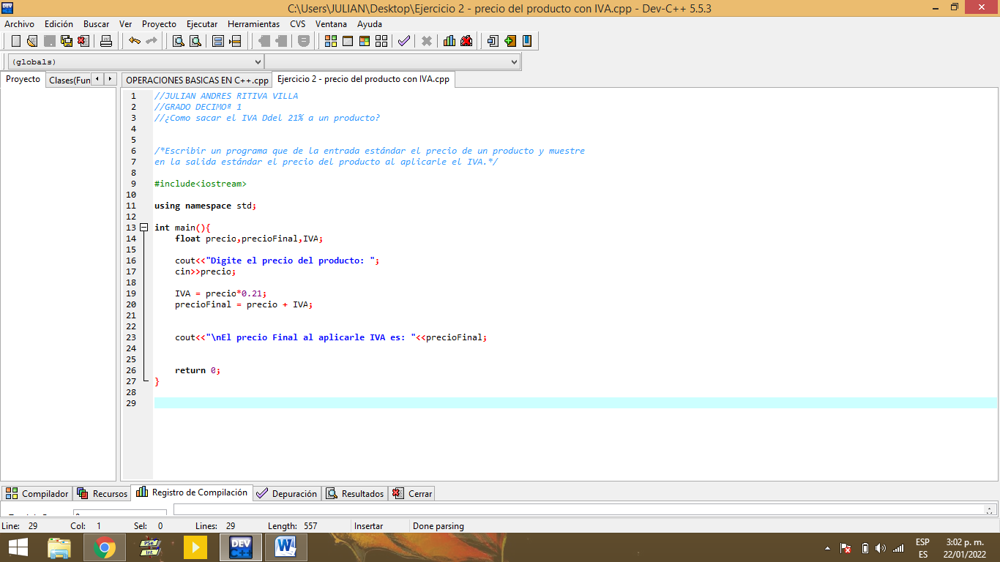 C:\Users\JULIAN\Desktop\Ejercicio 2 - precio del producto con IVA.cpp - Dev-C++ 5.5.3
Archivo Edición Buscar Ver Proyecto Ejecutar Herramientas CVS Ventana Ayuda
(globals)
Proyecto Clases(Fun OPERACIONES BASICAS EN C++.cpp Ejercicio 2 - precio del producto con IVA.cpp
1 //JULIAN ANDRES RITIVA VILLA
2 //GRADO DECIMOª 1
3 //¿Como sacar el IVA Ddel 21% a un producto?
4
5
6 /*Escribir un programa que de la entrada estándar el precio de un producto y muestre
7 en la salida estándar el precio del producto al aplicarle el IVA.*/
8
9 #include<iostream>
10
11 using namespace std;
12
13 int main(){
14 float precio,precioFinal,IVA;
15
16 cout<<"Digite el precio del producto: ";
17 cin>>precio;
18
19 IVA = precio*0.21;
20 precioFinal = precio + IVA;
21
22
23 cout<<"\nEl precio Final al aplicarle IVA es: "<<precioFinal;
24
25
26 return 0;
27 }
28
29
Compilador Recursos Registro de Compilación Depuración Resultados Cerrar
Line: 29 Col: 1 Sel: 0 Lines: 29 Length: 557 Insertar Done parsing
PSe Int DEV C++ W ESP 3:02 p. m.
ES 22/01/2022